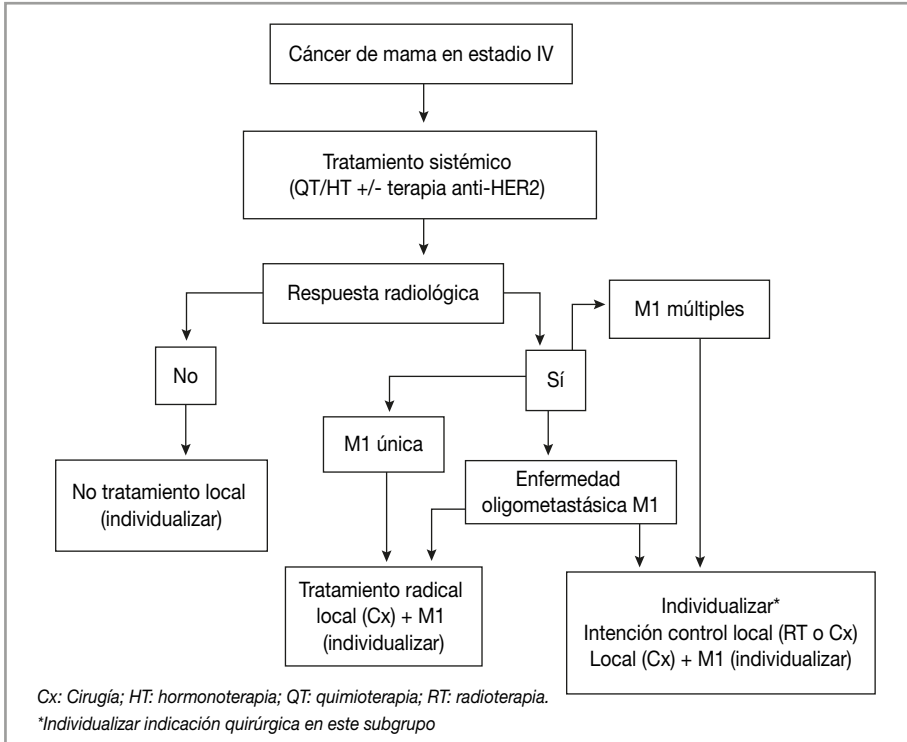 Cáncer de mama en estadio IV
Tratamiento sistémico
(QT/HT +/- terapia anti-HER2)
Respuesta radiológica
M1 múltiples
No
Sí
M1 única
No tratamiento local
(individualizar)
Enfermedad
oligometastásica M1
Tratamiento radical
local (Cx) + M1
(individualizar)
Individualizar*
Intención control local (RT o Cx)
Local (Cx) + M1 (individualizar)
Cx: Cirugía; HT: hormonoterapia; QT: quimioterapia; RT: radioterapia.
*Individualizar indicación quirúrgica en este subgrupo